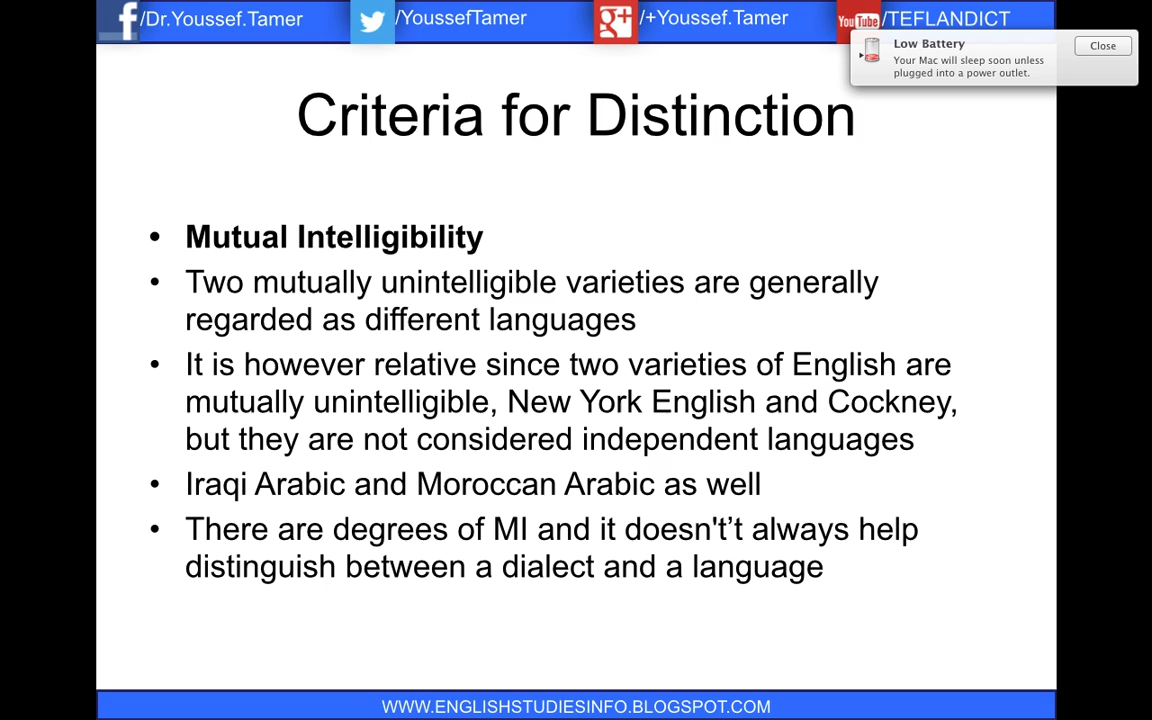 /Dr.Youssef.Tamer /YoussefTamer /+Youssef.Tamer YouTube /TEFLANDICT
Low Battery
Close
Your Mac will sleep soon unless
plugged into a power outlet.
Criteria for Distinction
• Mutual Intelligibility
• Two mutually unintelligible varieties are generally
regarded as different languages
• It is however relative since two varieties of English are
mutually unintelligible, New York English and Cockney,
but they are not considered independent languages
• Iraqi Arabic and Moroccan Arabic as well
• There are degrees of MI and it doesn't’t always help
distinguish between a dialect and a language
WWW.ENGLISHSTUDIESINFO.BLOGSPOT.COM